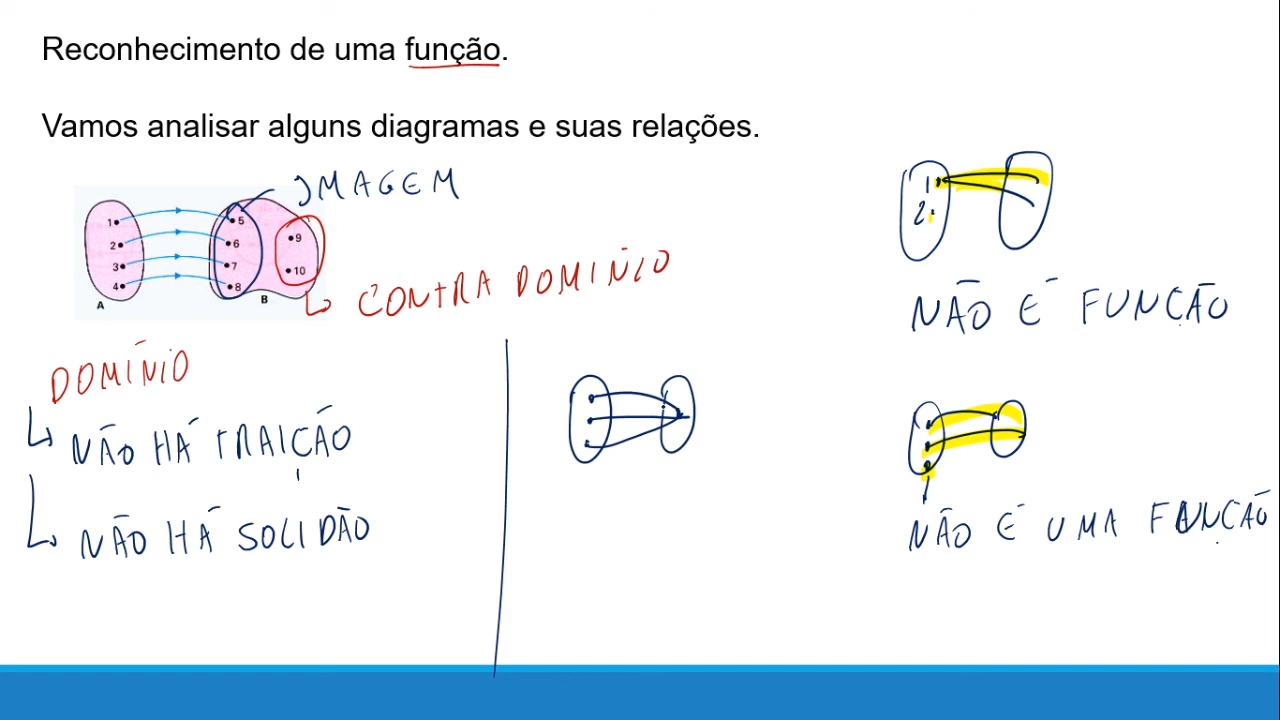 Reconhecimento de uma função.
Vamos analisar alguns diagramas e suas relações.
IMAGEM
1 5 9
2 6
3 7 10
4 8
A B
CONTRA DOMÍNIO
1
2
NÃO É FUNÇÃO
DOMÍNIO
NÃO HÁ TRAIÇÃO
NÃO HÁ SOLIDÃO
NÃO É UMA FUNÇÃO